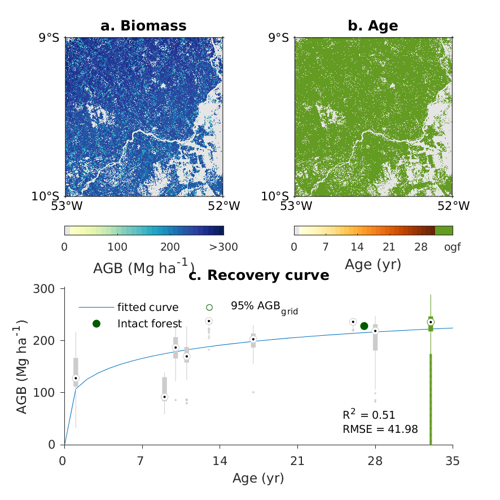 a. Biomass
b. Age
9°S
10°S
53°W
52°W
9°S
10°S
53°W
52°W
0 100 200 >300
AGB (Mg ha-1)
0 7 14 21 28 ogf
Age (yr)
c. Recovery curve
fitted curve
95% AGBgrid
Intact forest
300
200
100
0
AGB (Mg ha-1)
R2 = 0.51
RMSE = 41.98
0 7 14 21 28 35
Age (yr)